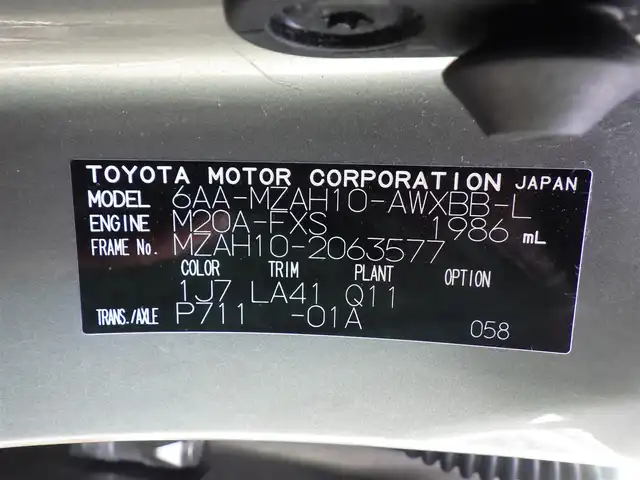 TOYOTA MOTOR CORPORATION JAPAN
MODEL 6AA-MZAH10-AWXBB-L
ENGINE M20A-FXS 1986 mL
FRAME No. MZAH10-2063577
COLOR TRIM PLANT OPTION
1J7 LA41 Q11
TRANS./AXLE P711 -01A 058